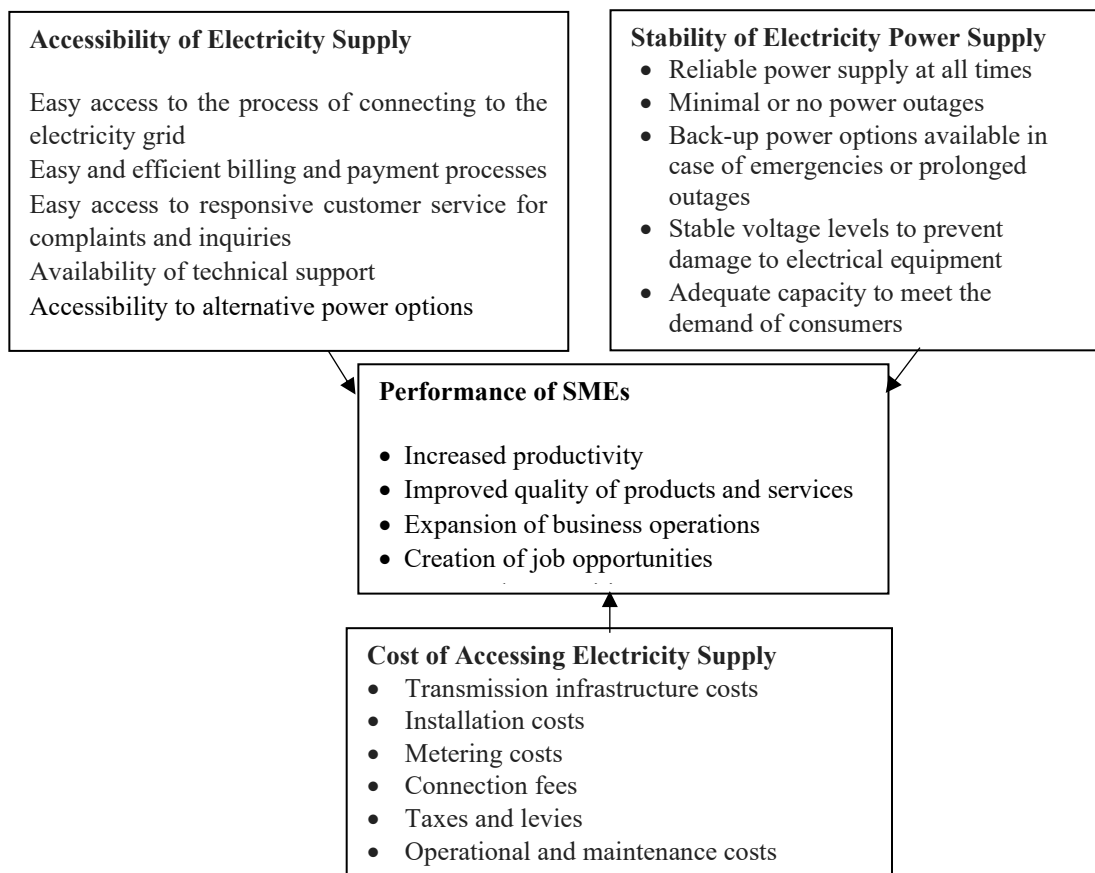 Accessibility of Electricity Supply
Easy access to the process of connecting to the
electricity grid
Easy and efficient billing and payment processes
Easy access to responsive customer service for
complaints and inquiries
Availability of technical support
Accessibility to alternative power options
Stability of Electricity Power Supply
• Reliable power supply at all times
• Minimal or no power outages
• Back-up power options available in
case of emergencies or prolonged
outages
• Stable voltage levels to prevent
damage to electrical equipment
• Adequate capacity to meet the
demand of consumers
Performance of SMEs
• Increased productivity
• Improved quality of products and services
• Expansion of business operations
• Creation of job opportunities
Cost of Accessing Electricity Supply
• Transmission infrastructure costs
• Installation costs
• Metering costs
• Connection fees
• Taxes and levies
• Operational and maintenance costs